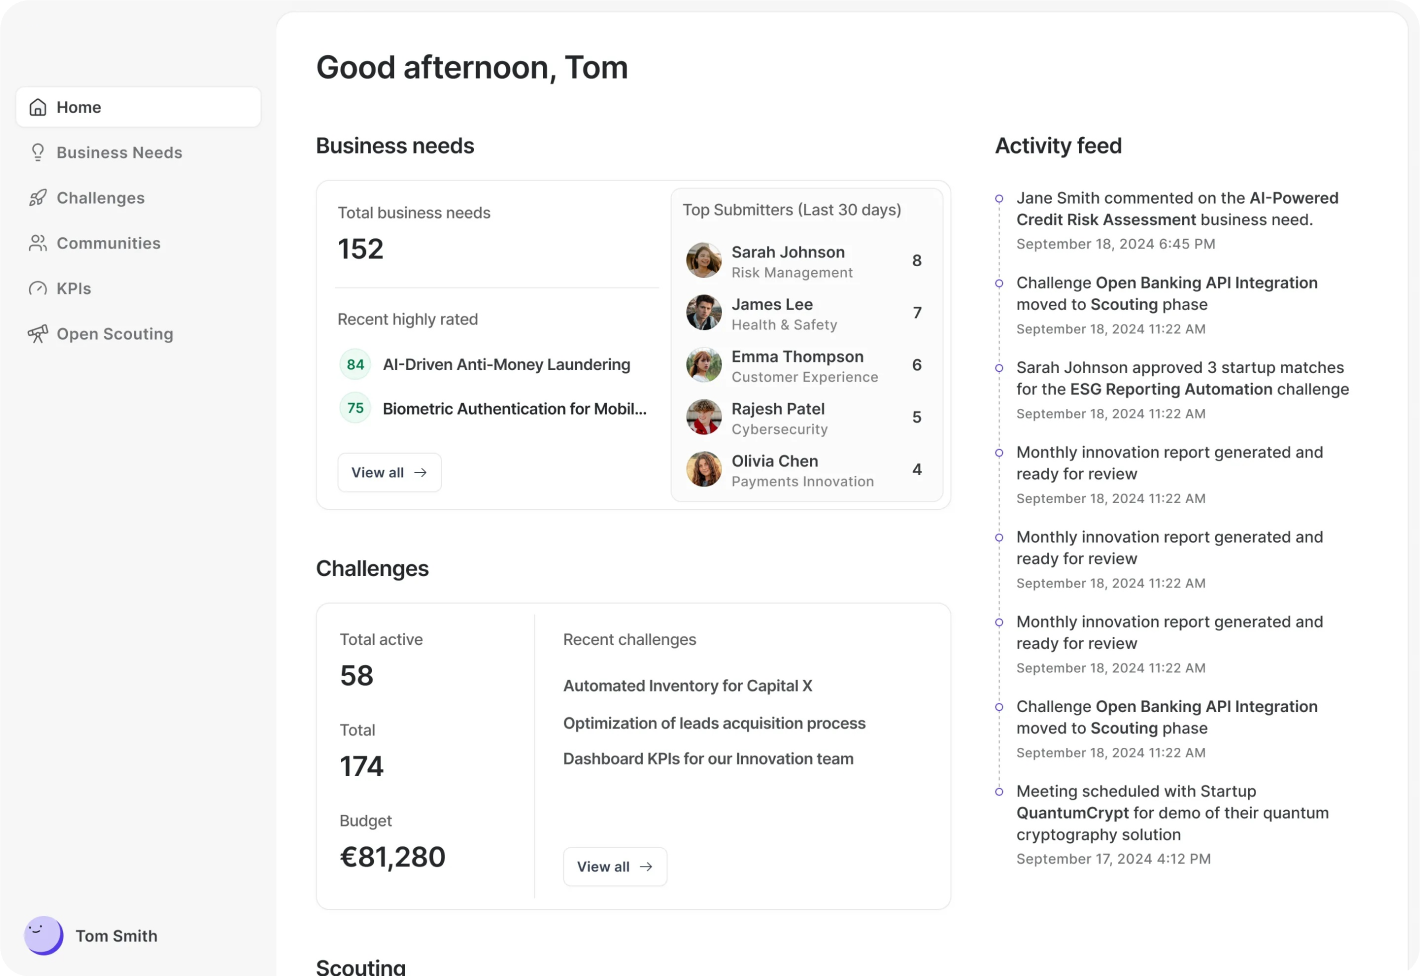 Home
Business Needs
Challenges
Communities
KPIs
Open Scouting
Tom Smith
Good afternoon, Tom
Business needs
Total business needs
152
Recent highly rated
84 AI-Driven Anti-Money Laundering
75 Biometric Authentication for Mobil...
View all →
Top Submitters (Last 30 days)
Sarah Johnson 8
Risk Management
James Lee 7
Health & Safety
Emma Thompson 6
Customer Experience
Rajesh Patel 5
Cybersecurity
Olivia Chen 4
Payments Innovation
Challenges
Total active
58
Total
174
Budget
€81,280
Recent challenges
Automated Inventory for Capital X
Optimization of leads acquisition process
Dashboard KPIs for our Innovation team
View all →
Scouting
Activity feed
Jane Smith commented on the AI-Powered
Credit Risk Assessment business need.
September 18, 2024 6:45 PM
Challenge Open Banking API Integration
moved to Scouting phase
September 18, 2024 11:22 AM
Sarah Johnson approved 3 startup matches
for the ESG Reporting Automation challenge
September 18, 2024 11:22 AM
Monthly innovation report generated and
ready for review
September 18, 2024 11:22 AM
Monthly innovation report generated and
ready for review
September 18, 2024 11:22 AM
Monthly innovation report generated and
ready for review
September 18, 2024 11:22 AM
Challenge Open Banking API Integration
moved to Scouting phase
September 18, 2024 11:22 AM
Meeting scheduled with Startup
QuantumCrypt for demo of their quantum
cryptography solution
September 17, 2024 4:12 PM